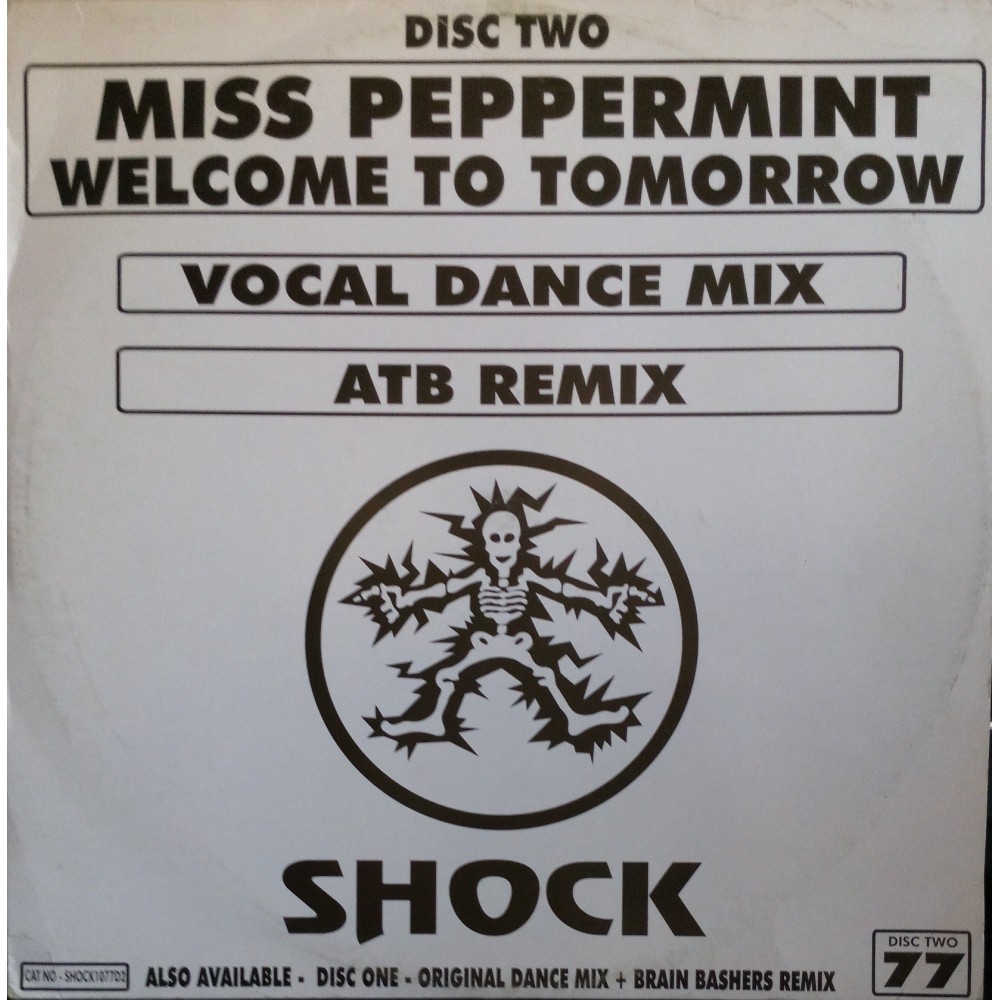 DISC TWO
MISS PEPPERMINT
WELCOME TO TOMORROW
VOCAL DANCE MIX
ATB REMIX
SHOCK
CAT NO - SHOCK1077D2
ALSO AVAILABLE - DISC ONE - ORIGINAL DANCE MIX + BRAIN BASHERS REMIX
DISC TWO
77